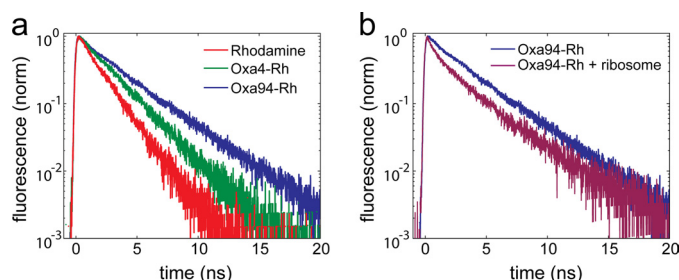 a
Rhodamine
Oxa4-Rh
Oxa94-Rh
fluorescence (norm)
10^0
10^-1
10^-2
10^-3
0 5 10 15 20
time (ns)
b
Oxa94-Rh
Oxa94-Rh + ribosome
fluorescence (norm)
10^0
10^-1
10^-2
10^-3
0 5 10 15 20
time (ns)